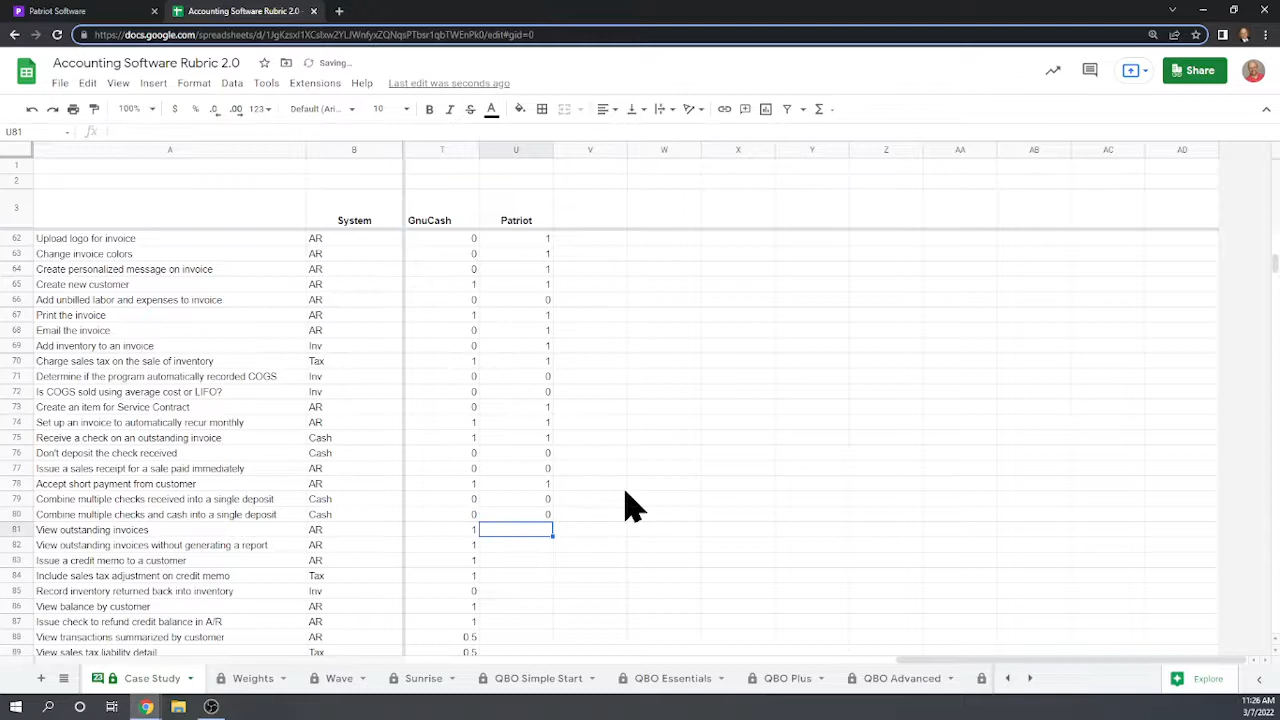 Patriot Software
Accounting Software Rubric 2.0 -
https://docs.google.com/spreadsheets/d/1JgKzsxI1XCsIxw2YLJWnfyxZQNqsPTbsr1qbTWEnPk0/edit#gid=0
Accounting Software Rubric 2.0 Saving...
File Edit View Insert Format Data Tools Extensions Help Last edit was seconds ago
Share
100% $ % .0 .00 123 Default (Ari... 10 B I S A
U81 fx
A B T U V W X Y Z AA AB AC AD
1
2
3 System GnuCash Patriot
62 Upload logo for invoice AR 0 1
63 Change invoice colors AR 0 1
64 Create personalized message on invoice AR 0 1
65 Create new customer AR 1 1
66 Add unbilled labor and expenses to invoice AR 0 0
67 Print the invoice AR 1 1
68 Email the invoice AR 0 1
69 Add inventory to an invoice Inv 0 1
70 Charge sales tax on the sale of inventory Tax 1 1
71 Determine if the program automatically recorded COGS Inv 0 0
72 Is COGS sold using average cost or LIFO? Inv 0 0
73 Create an item for Service Contract AR 0 1
74 Set up an invoice to automatically recur monthly AR 1 1
75 Receive a check on an outstanding invoice Cash 1 1
76 Don't deposit the check received Cash 0 0
77 Issue a sales receipt for a sale paid immediately AR 0 0
78 Accept short payment from customer AR 1 1
79 Combine multiple checks received into a single deposit Cash 0 0
80 Combine multiple checks and cash into a single deposit Cash 0 0
81 View outstanding invoices AR 1
82 View outstanding invoices without generating a report AR 1
83 Issue a credit memo to a customer AR 1
84 Include sales tax adjustment on credit memo Tax 1
85 Record inventory returned back into inventory Inv 0
86 View balance by customer AR 1
87 Issue check to refund credit balance in A/R AR 1
88 View transactions summarized by customer AR 0.5
89 View sales tax liability detail Tax 0.5
Case Study Weights Wave Sunrise QBO Simple Start QBO Essentials QBO Plus QBO Advanced Explore
11:26 AM
3/7/2022